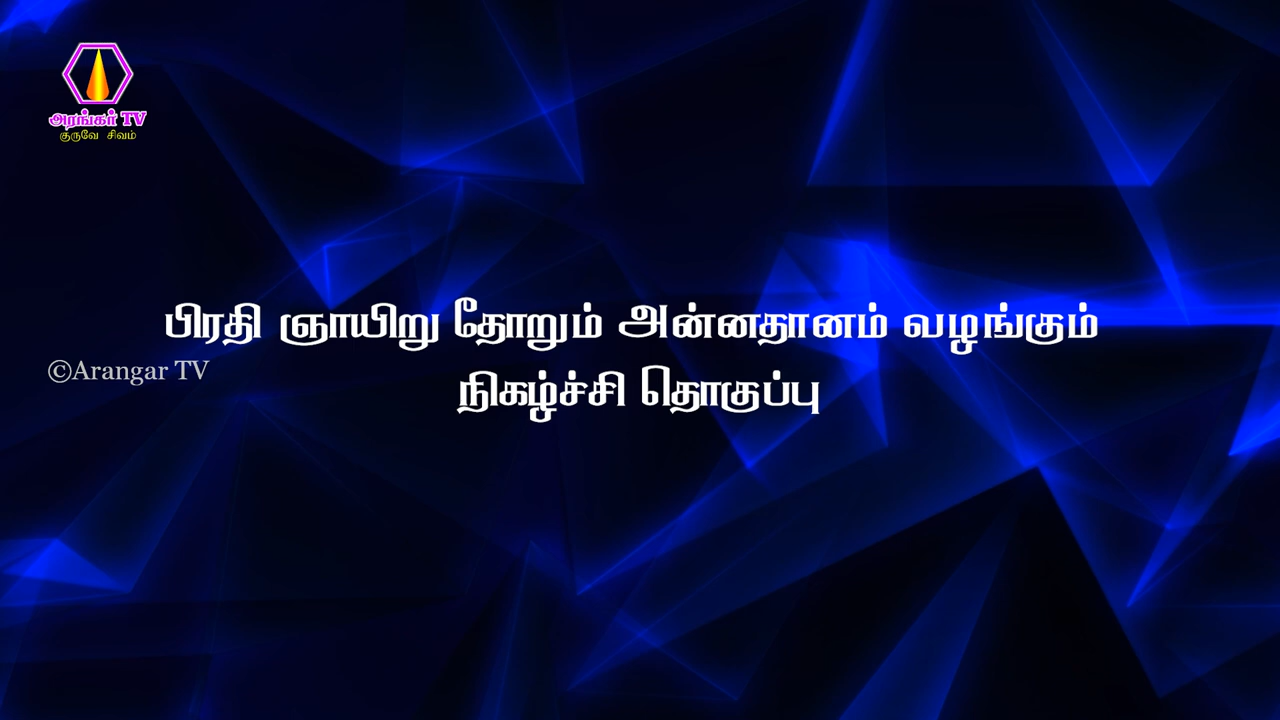 அரங்கர் TV
குருவே சிவம்
பிரதி ஞாயிறு தோறும் அன்னதானம் வழங்கும்
©Arangar TV
நிகழ்ச்சி தொகுப்பு